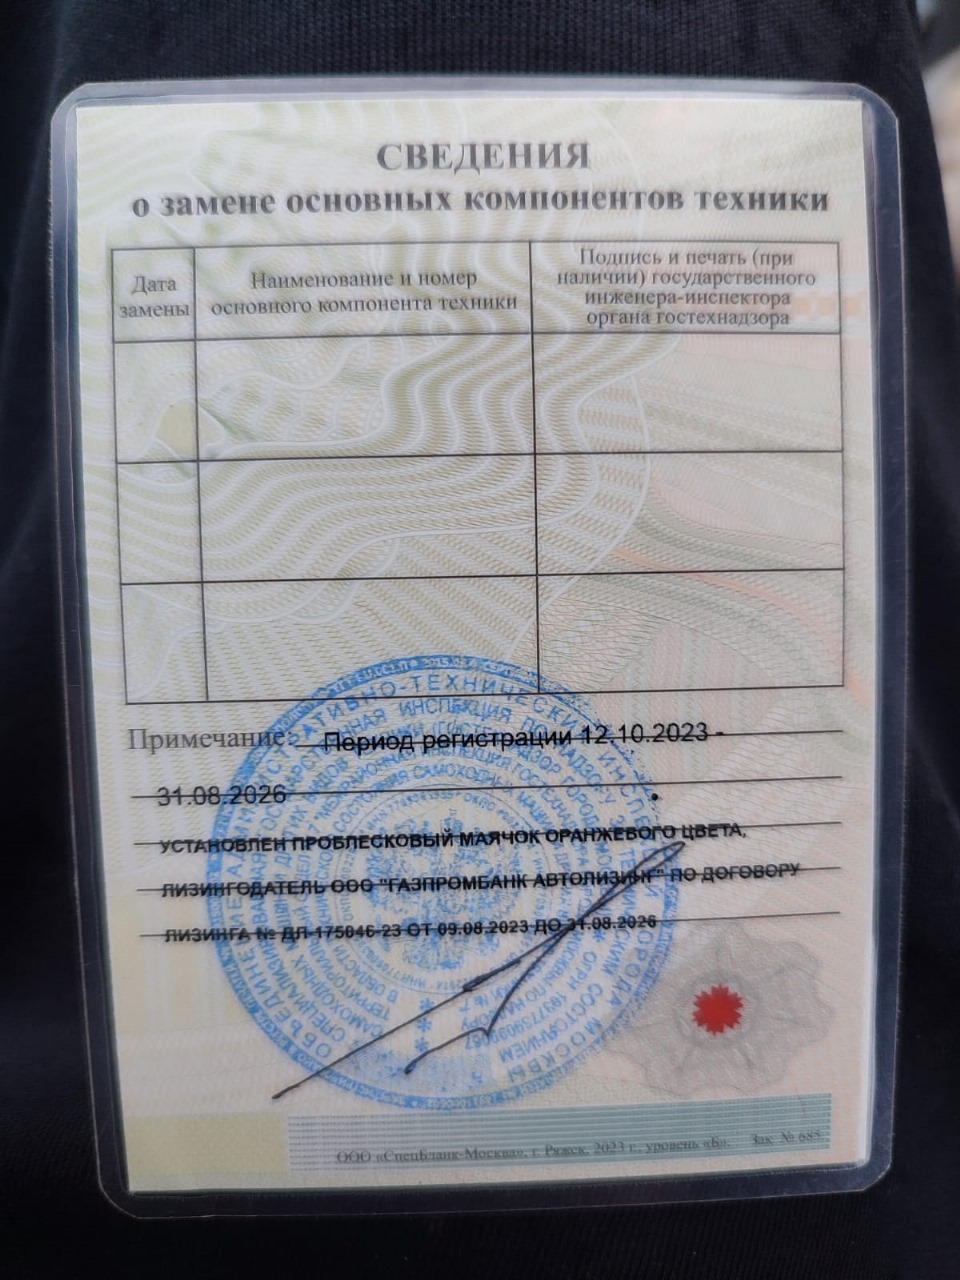 СВЕДЕНИЯ
о замене основных компонентов техники
Дата замены
Наименование и номер основного компонента техники
Подпись и печать (при наличии) государственного инженера-инспектора органа гостехнадзора
Примечание: Период регистрации 12.10.2023 -
31.08.2026
УСТАНОВЛЕН ПРОБЛЕСКОВЫЙ МАЯЧОК ОРАНЖЕВОГО ЦВЕТА,
ЛИЗИНГОДАТЕЛЬ ООО "ГАЗПРОМБАНК АВТОЛИЗИНГ" ПО ДОГОВОРУ
ЛИЗИНГА № ДЛ-175046-23 ОТ 09.08.2023 ДО 31.08.2026
ООО «СпецБланк-Москва», г. Ряжск, 2023 г., уровень «Б». Зак. № 685